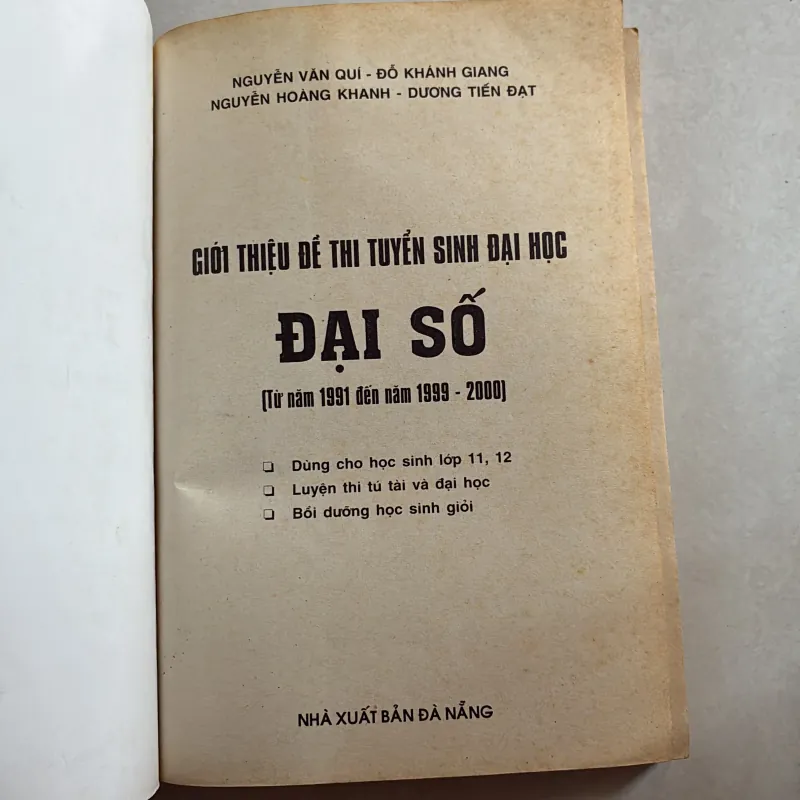 NGUYỄN VĂN QUÍ - ĐỖ KHÁNH GIANG
NGUYỄN HOÀNG KHANH - DƯƠNG TIẾN ĐẠT
GIỚI THIỆU ĐỀ THI TUYỂN SINH ĐẠI HỌC
ĐẠI SỐ
(Từ năm 1991 đến năm 1999 - 2000)
❑ Dùng cho học sinh lớp 11, 12
❑ Luyện thi tú tài và đại học
❑ Bồi dưỡng học sinh giỏi
NHÀ XUẤT BẢN ĐÀ NẴNG